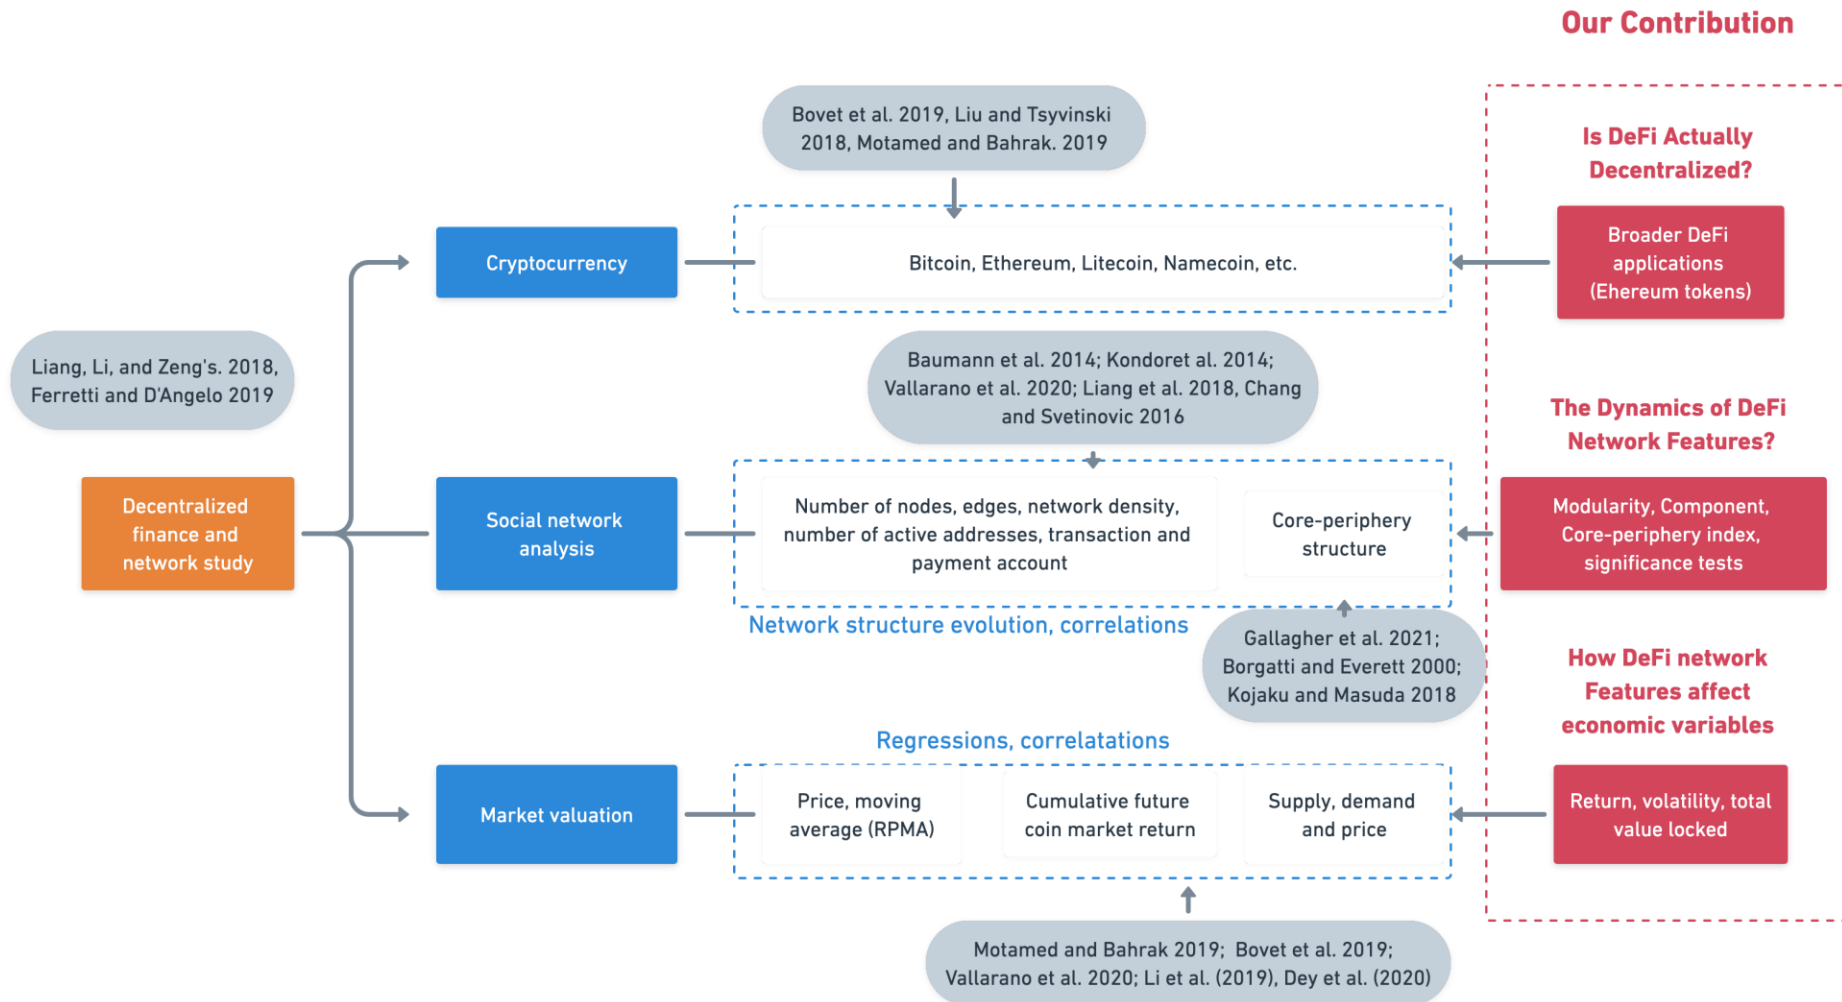 Our Contribution
Bovet et al. 2019, Liu and Tsyvinski
2018, Motamed and Bahrak. 2019
Is DeFi Actually
Decentralized?
Cryptocurrency
Bitcoin, Ethereum, Litecoin, Namecoin, etc.
Broader DeFi
applications
(Ehereum tokens)
Liang, Li, and Zeng's. 2018,
Ferretti and D'Angelo 2019
Baumann et al. 2014; Kondoret al. 2014;
Vallarano et al. 2020; Liang et al. 2018, Chang
and Svetinovic 2016
The Dynamics of DeFi
Network Features?
Decentralized
finance and
network study
Social network
analysis
Number of nodes, edges, network density,
number of active addresses, transaction and
payment account
Core-periphery
structure
Modularity, Component,
Core-periphery index,
significance tests
Network structure evolution, correlations
Gallagher et al. 2021;
Borgatti and Everett 2000;
Kojaku and Masuda 2018
How DeFi network
Features affect
economic variables
Regressions, correlatations
Market valuation
Price, moving
average (RPMA)
Cumulative future
coin market return
Supply, demand
and price
Return, volatility, total
value locked
Motamed and Bahrak 2019; Bovet et al. 2019;
Vallarano et al. 2020; Li et al. (2019), Dey et al. (2020)